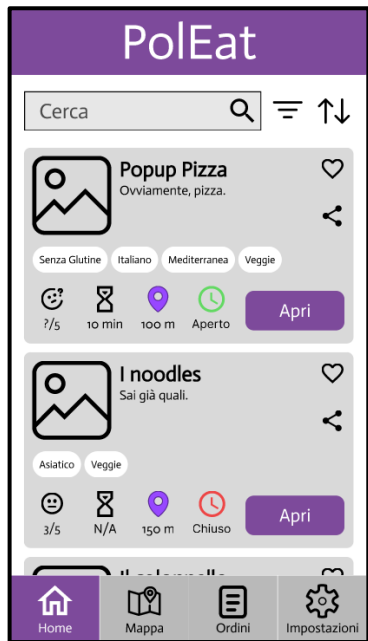 PolEat
Cerca
Popup Pizza
Ovviamente, pizza.
Senza Glutine Italiano Mediterranea Veggie
?/5 10 min 100 m Aperto Apri
I noodles
Sai già quali.
Asiatico Veggie
3/5 N/A 150 m Chiuso Apri
Home Mappa Ordini Impostazioni